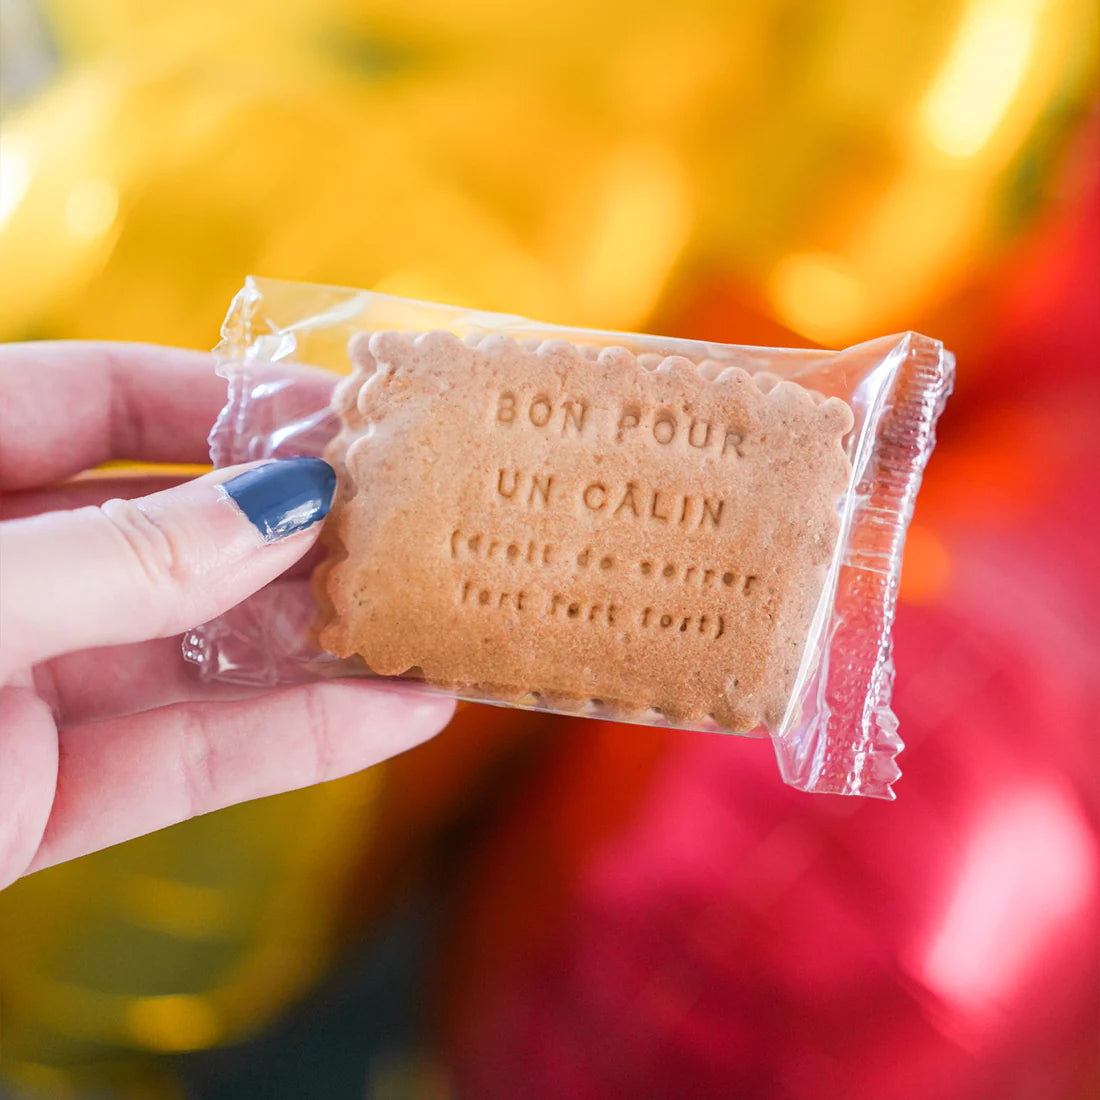 BON POUR
UN CÂLIN
(droit de serrer
fort fort fort)